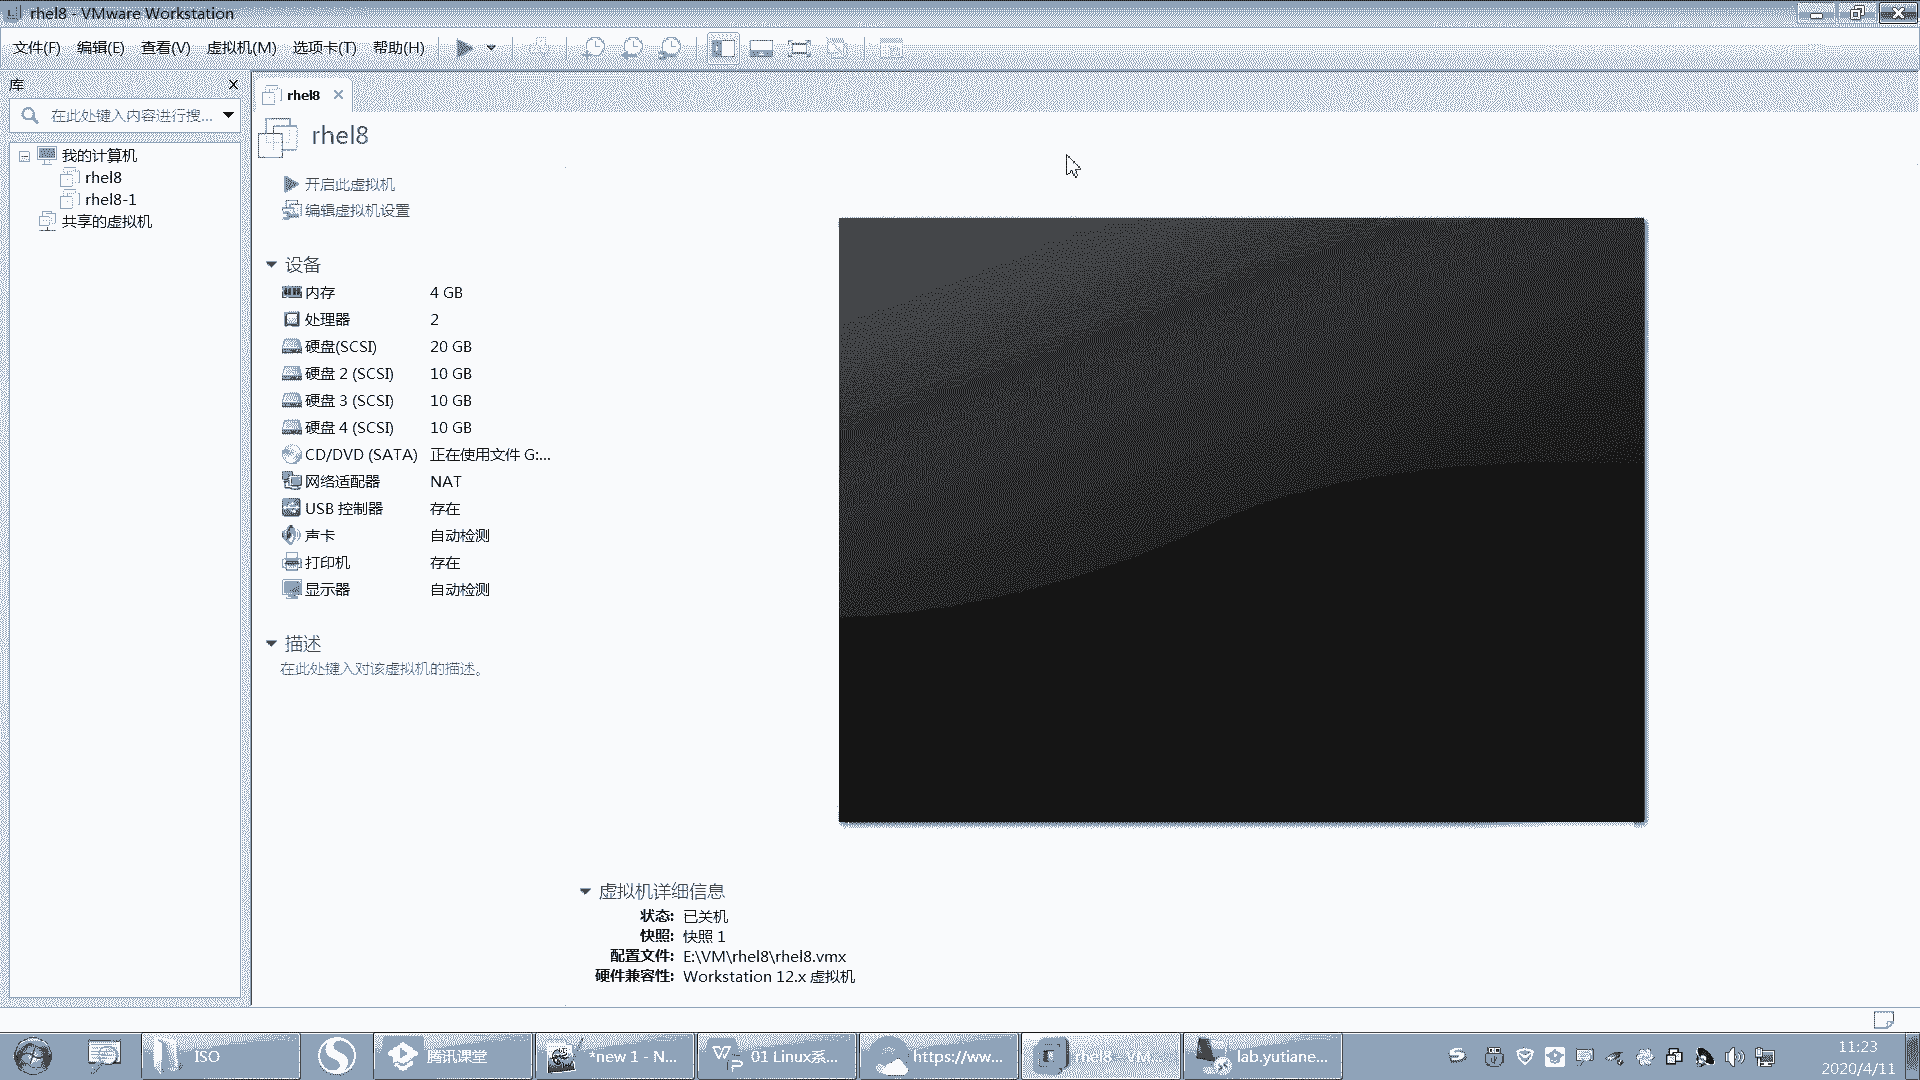 rhel8 - VMware Workstation
文件(F) 编辑(E) 查看(V) 虚拟机(M) 选项卡(T) 帮助(H)
库
在此处键入内容进行搜...
我的计算机
rhel8
rhel8-1
共享的虚拟机
rhel8
rhel8
开启此虚拟机
编辑虚拟机设置
设备
内存 4 GB
处理器 2
硬盘(SCSI) 20 GB
硬盘 2 (SCSI) 10 GB
硬盘 3 (SCSI) 10 GB
硬盘 4 (SCSI) 10 GB
CD/DVD (SATA) 正在使用文件 G:...
网络适配器 NAT
USB 控制器 存在
声卡 自动检测
打印机 存在
显示器 自动检测
描述
在此处键入对该虚拟机的描述。
虚拟机详细信息
状态: 已关机
快照: 快照 1
配置文件: E:\VM\rhel8\rhel8.vmx
硬件兼容性: Workstation 12.x 虚拟机
ISO 腾讯课堂 *new 1 - N... 01 Linux系... https://ww... rhel8 - VM... lab.yutiane...
11:23
2020/4/11